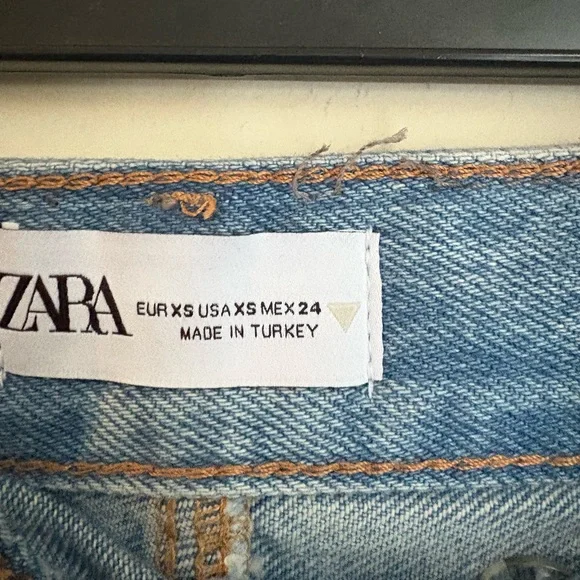 ZARA
EUR XS USA XS MEX 24
MADE IN TURKEY